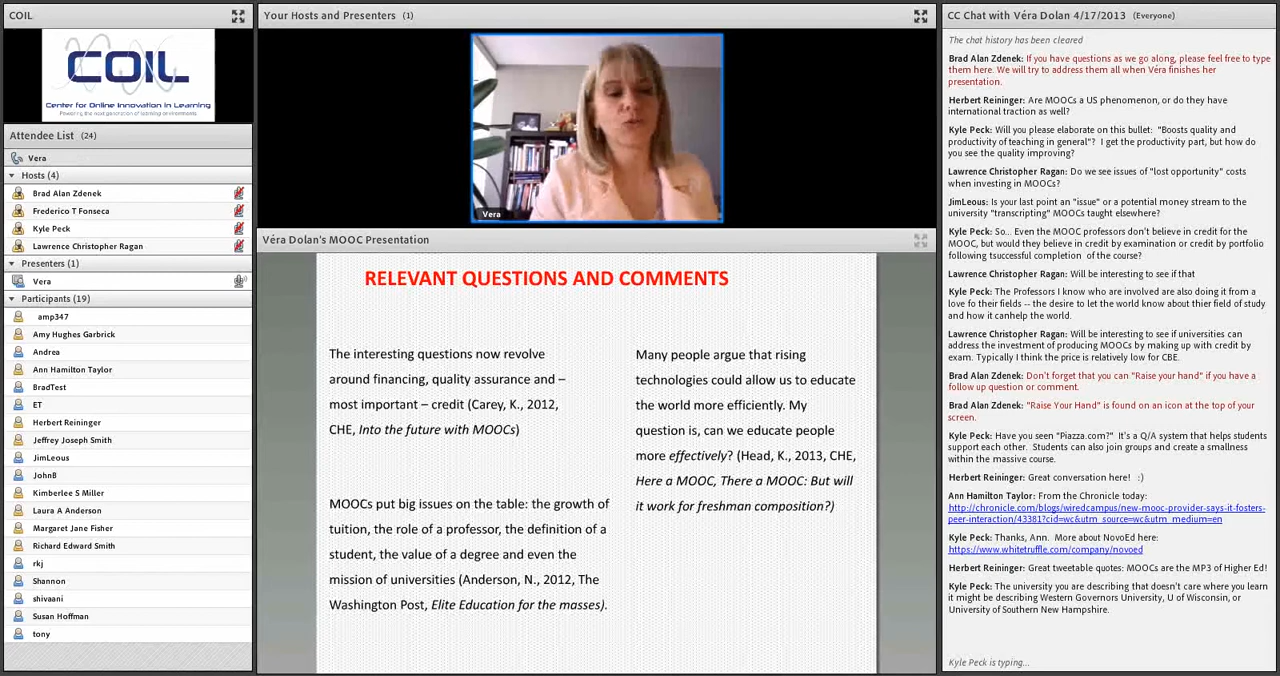 COIL
COIL
Center for Online Innovation in Learning
Powering the next generation of learning environments
Attendee List (24)
Vera
Hosts (4)
Brad Alan Zdenek
Frederico T Fonseca
Kyle Peck
Lawrence Christopher Ragan
Presenters (1)
Vera
Participants (19)
amp347
Amy Hughes Garbrick
Andrea
Ann Hamilton Taylor
BradTest
ET
Herbert Reininger
Jeffrey Joseph Smith
JimLeous
JohnB
Kimberlee S Miller
Laura A Anderson
Margaret Jane Fisher
Richard Edward Smith
rkj
Shannon
shivaani
Susan Hoffman
tony
Your Hosts and Presenters (1)
Vera
Véra Dolan's MOOC Presentation
RELEVANT QUESTIONS AND COMMENTS
The interesting questions now revolve
around financing, quality assurance and –
most important – credit (Carey, K., 2012,
CHE, Into the future with MOOCs)
MOOCs put big issues on the table: the growth of
tuition, the role of a professor, the definition of a
student, the value of a degree and even the
mission of universities (Anderson, N., 2012, The
Washington Post, Elite Education for the masses).
Many people argue that rising
technologies could allow us to educate
the world more efficiently. My
question is, can we educate people
more effectively? (Head, K., 2013, CHE,
Here a MOOC, There a MOOC: But will
it work for freshman composition?)
CC Chat with Véra Dolan 4/17/2013 (Everyone)
The chat history has been cleared
Brad Alan Zdenek: If you have questions as we go along, please feel free to type
them here. We will try to address them all when Véra finishes her
presentation.
Herbert Reininger: Are MOOCs a US phenomenon, or do they have
international traction as well?
Kyle Peck: Will you please elaborate on this bullet: "Boosts quality and
productivity of teaching in general"? I get the productivity part, but how do
you see the quality improving?
Lawrence Christopher Ragan: Do we see issues of "lost opportunity" costs
when investing in MOOCs?
JimLeous: Is your last point an "issue" or a potential money stream to the
university "transcripting" MOOCs taught elsewhere?
Kyle Peck: So... Even the MOOC professors don't believe in credit for the
MOOC, but would they believe in credit by examination or credit by portfolio
following tsuccessful completion of the course?
Lawrence Christopher Ragan: Will be interesting to see if that
Kyle Peck: The Professors I know who are involved are also doing it from a
love fo their fields -- the desire to let the world know about thier field of study
and how it canhelp the world.
Lawrence Christopher Ragan: Will be interesting to see if universities can
address the investment of producing MOOCs by making up with credit by
exam. Typically I think the price is relatively low for CBE.
Brad Alan Zdenek: Don't forget that you can "Raise your hand" if you have a
follow up question or comment.
Brad Alan Zdenek: "Raise Your Hand" is found on an icon at the top of your
screen.
Kyle Peck: Have you seen "Piazza.com?" It's a Q/A system that helps students
support each other. Students can also join groups and create a smallness
within the massive course.
Herbert Reininger: Great conversation here! :)
Ann Hamilton Taylor: From the Chronicle today:
http://chronicle.com/blogs/wiredcampus/new-mooc-provider-says-it-fosters-
peer-interaction/43381?cid=wc&utm_source=wc&utm_medium=en
Kyle Peck: Thanks, Ann. More about NovoEd here:
https://www.whitetruffle.com/company/novoed
Herbert Reininger: Great tweetable quotes: MOOCs are the MP3 of Higher Ed!
Kyle Peck: The university you are describing that doesn't care where you learn
it might be describing Western Governors University, U of Wisconsin, or
University of Southern New Hampshire.
Kyle Peck is typing...